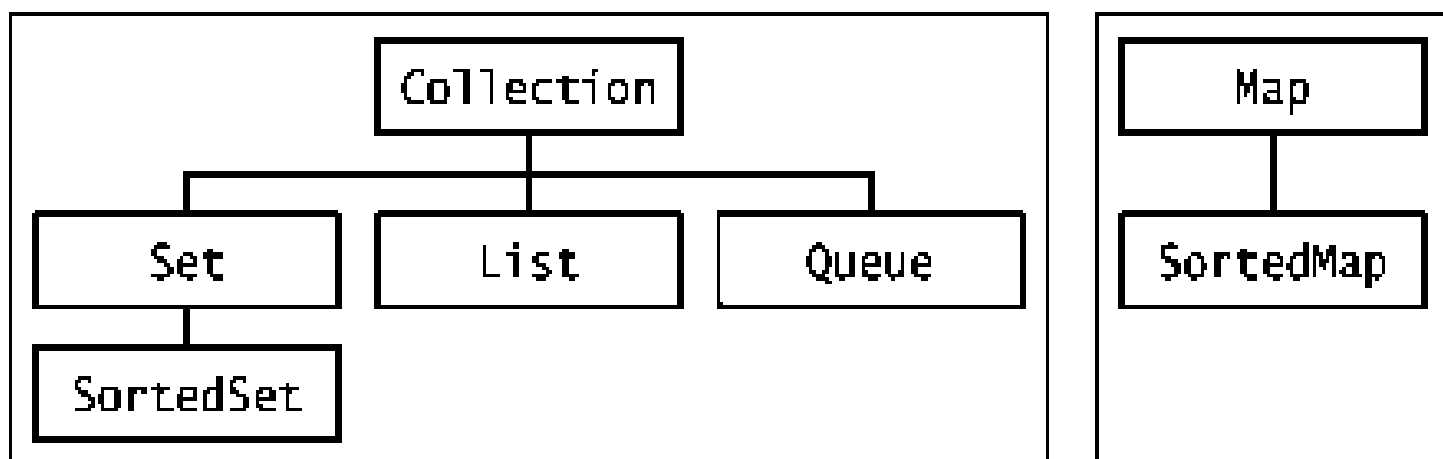 Collection
Map
Set
List
Queue
SortedMap
SortedSet